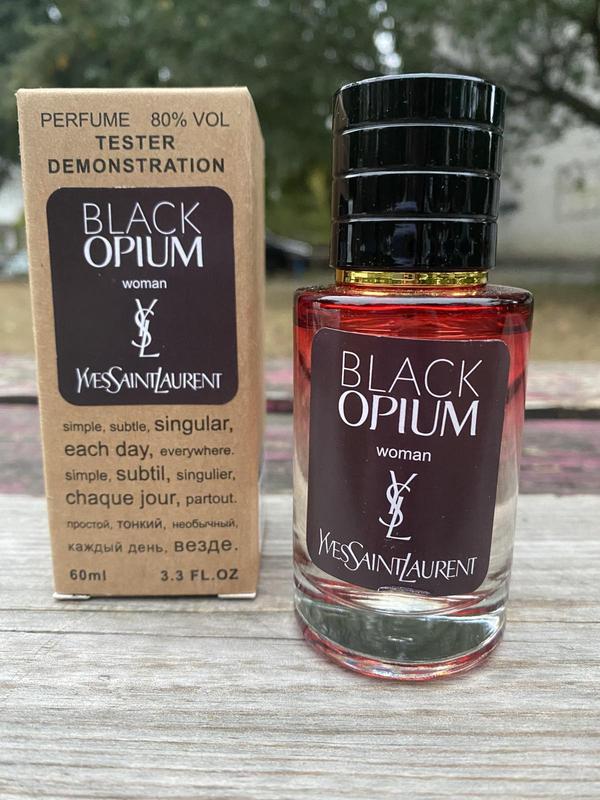 PERFUME 80% VOL
TESTER
DEMONSTRATION
BLACK
OPIUM
woman
YSL
YVESSAINTLAURENT
simple, subtle, singular,
each day, everywhere.
simple, subtil, singulier,
chaque jour, partout.
простой, тонкий, необычный,
каждый день, везде.
60ml 3.3 FL.OZ
BLACK
OPIUM
woman
YSL
YVESSAINTLAURENT